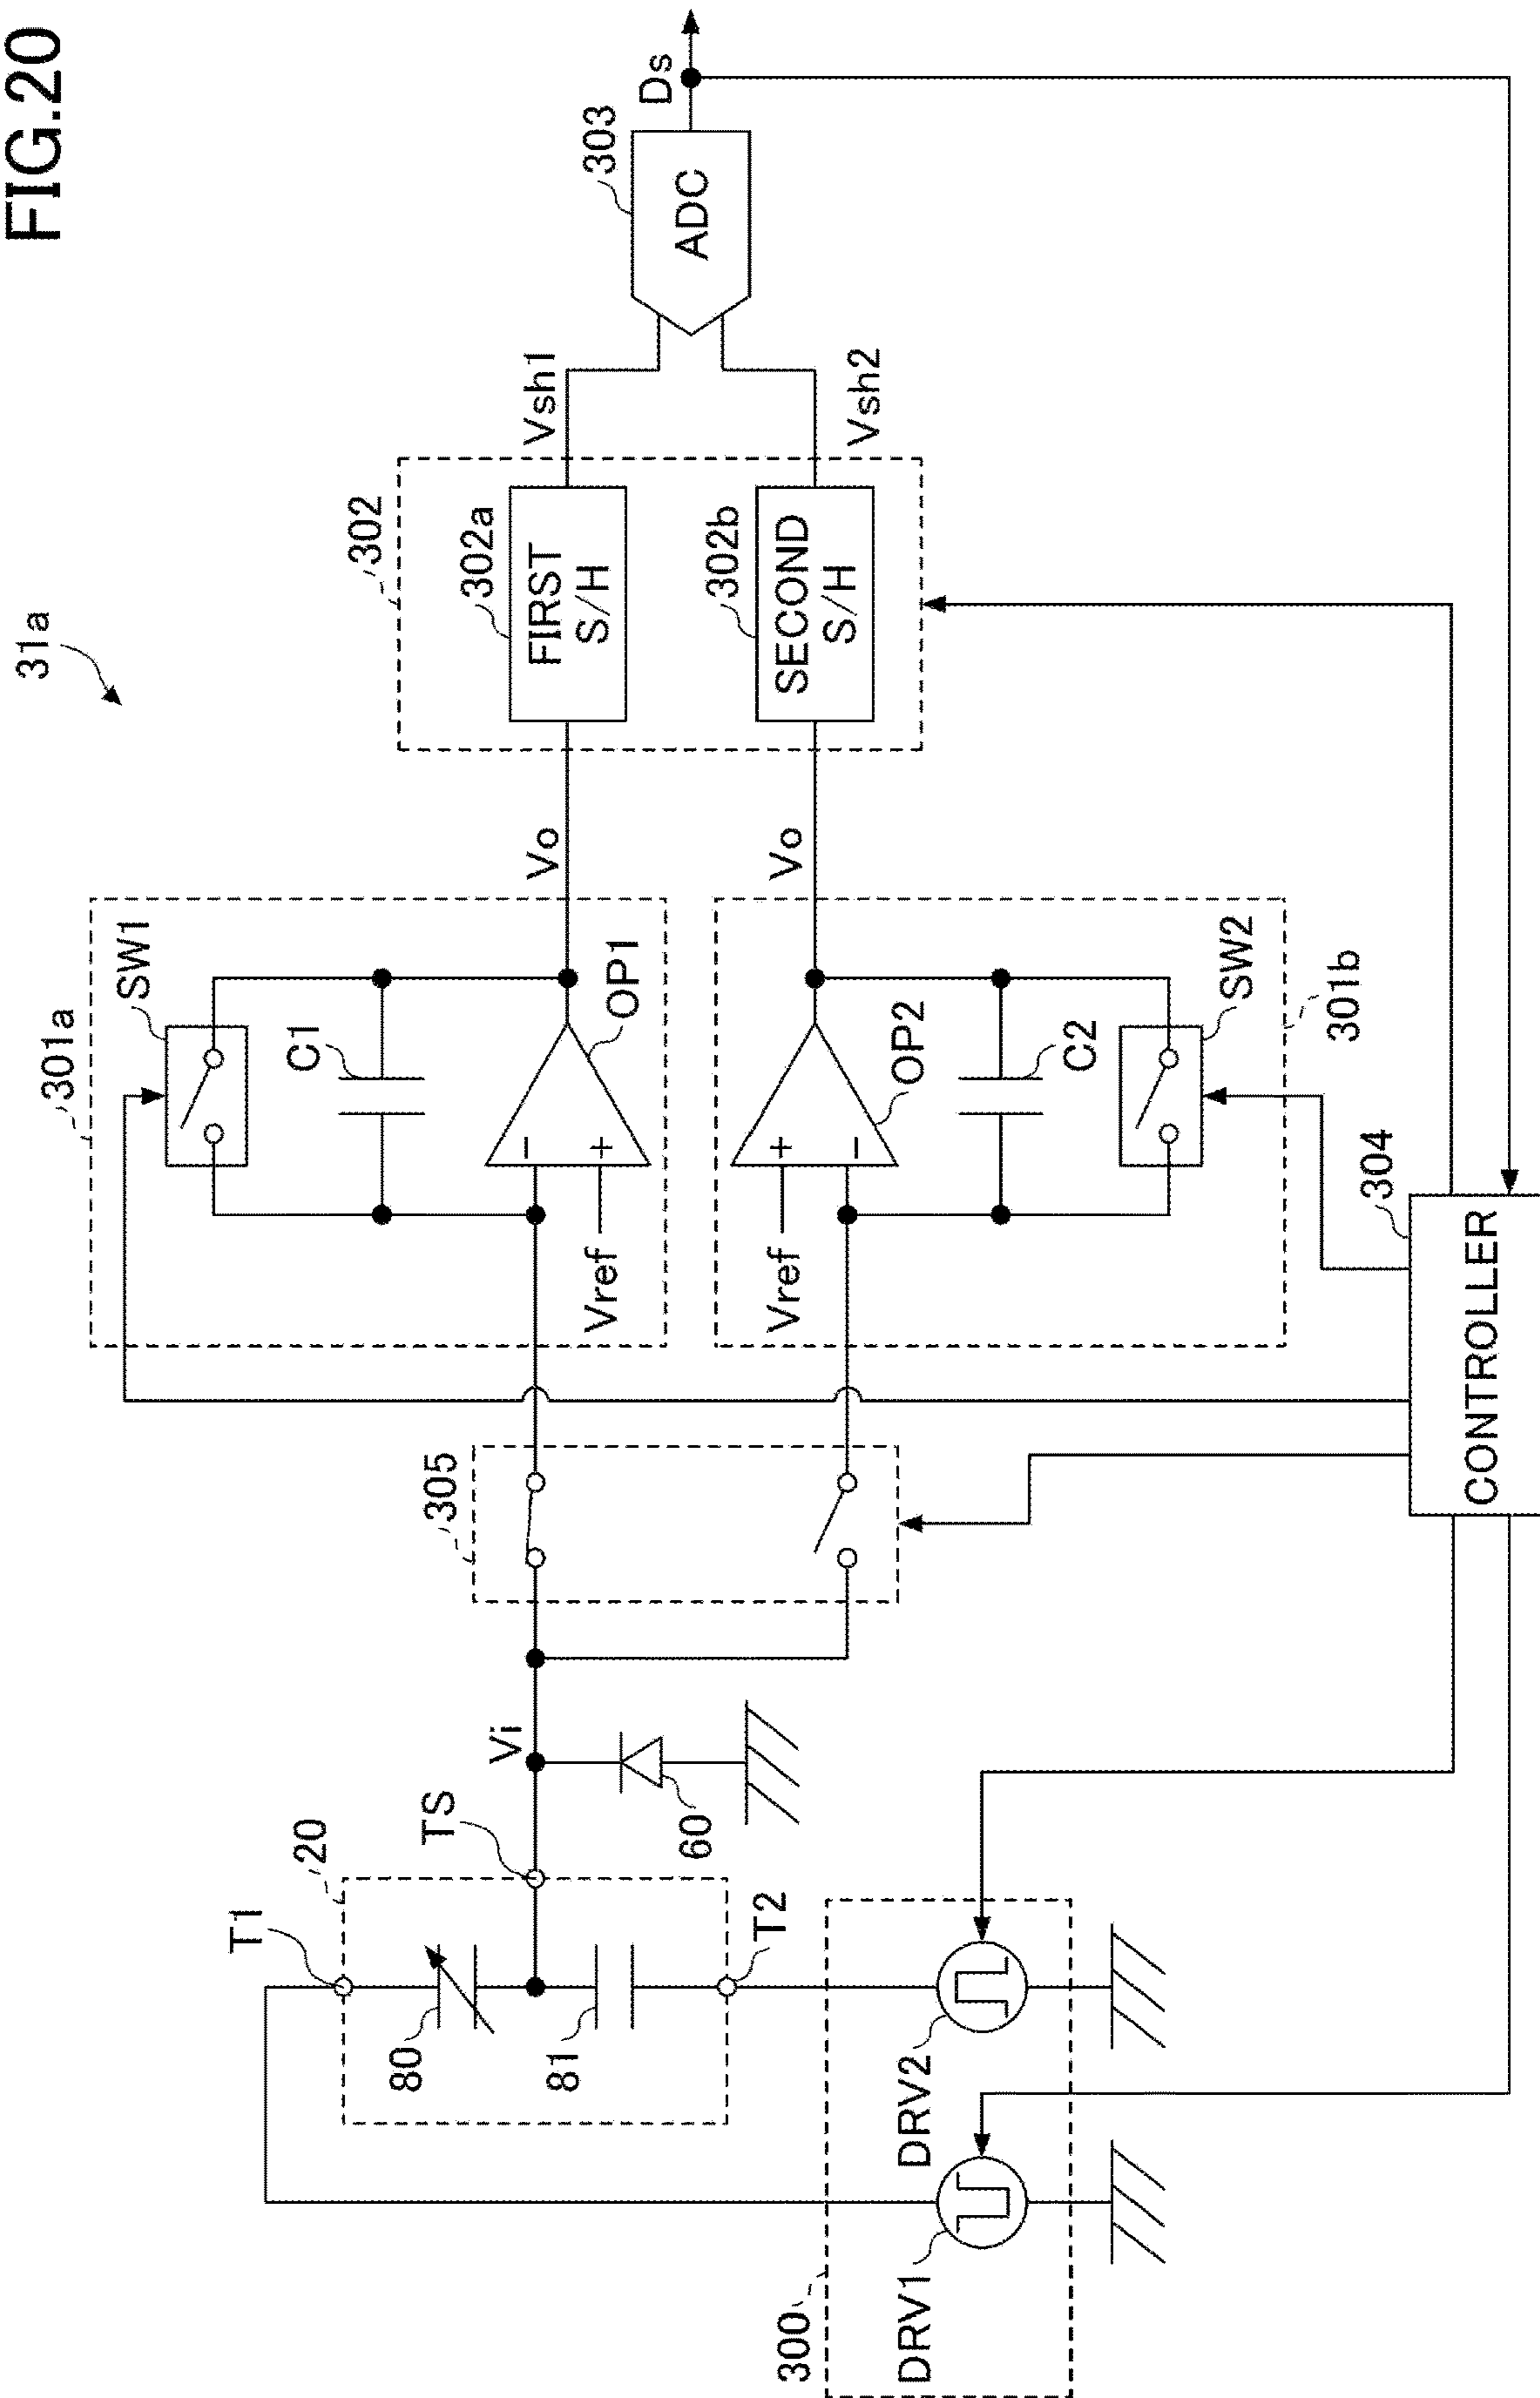 FIG.20
31a
301a
SW1
C1
OP1
Vref
Vo
302
302a
FIRST
S/H
Vsh1
303
ADC
Ds
305
T1
20
TS
Vi
80
81
60
T2
Vref
OP2
C2
SW2
301b
Vo
302b
SECOND
S/H
Vsh2
300
DRV1
DRV2
304
CONTROLLER
−
+
+
−